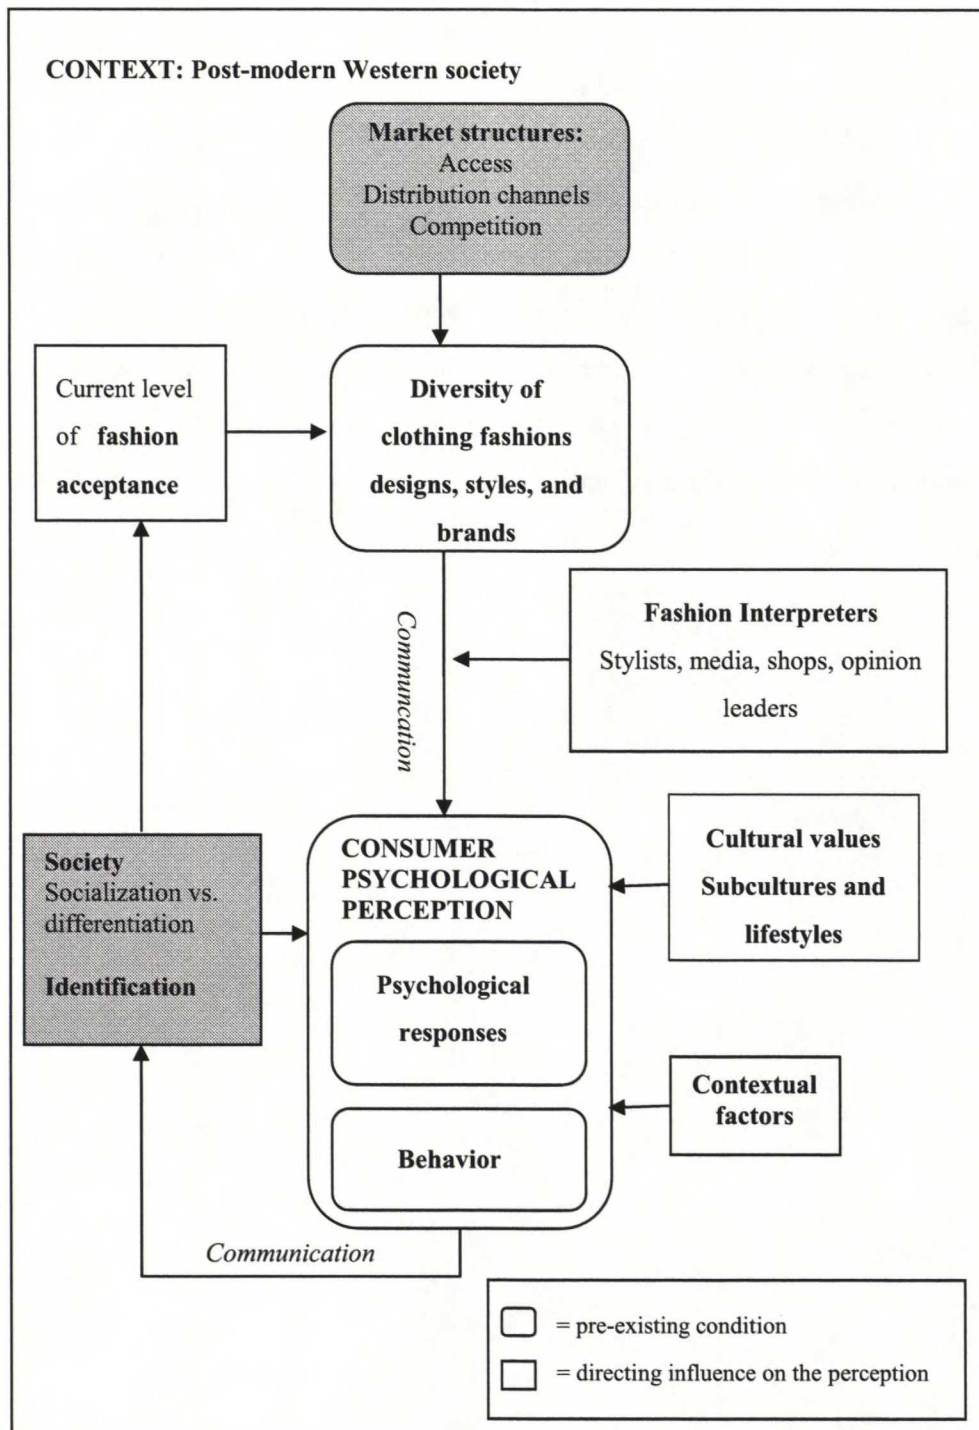 CONTEXT: Post-modern Western society
Market structures:
Access
Distribution channels
Competition
Current level
of fashion
acceptance
Diversity of
clothing fashions
designs, styles, and
brands
Communcation
Fashion Interpreters
Stylists, media, shops, opinion
leaders
Society
Socialization vs.
differentiation
Identification
CONSUMER
PSYCHOLOGICAL
PERCEPTION
Psychological
responses
Behavior
Cultural values
Subcultures and
lifestyles
Contextual
factors
Communication
= pre-existing condition
= directing influence on the perception